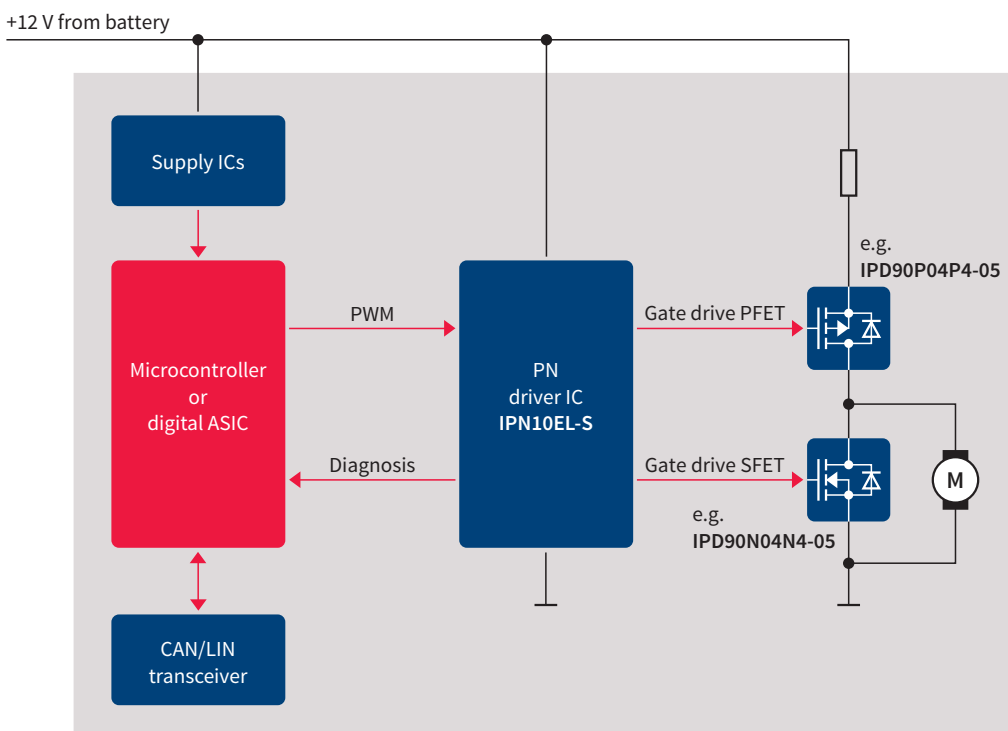 +12 V from battery
Supply ICs
e.g.
IPD90P04P4-05
PWM
Gate drive PFET
Microcontroller
or
digital ASIC
PN
driver IC
IPN10EL-S
Diagnosis
Gate drive SFET
M
e.g.
IPD90N04N4-05
CAN/LIN
transceiver